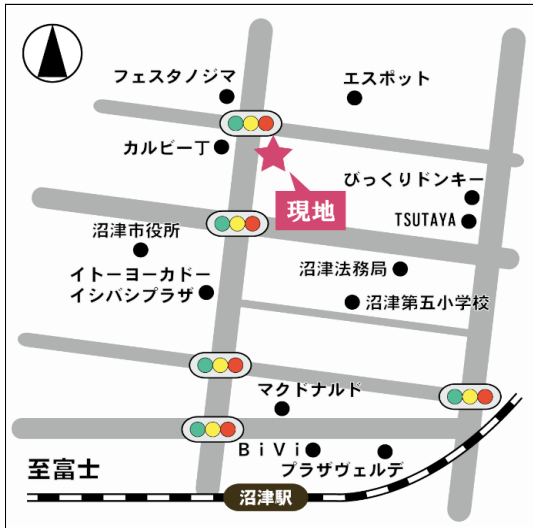 フェスタノジマ
エスポット
カルビー丁
びっくりドンキー
現地
TSUTAYA
沼津市役所
沼津法務局
イトーヨーカドー
イシバシプラザ
沼津第五小学校
マクドナルド
BiVi
プラザヴェルデ
至富士
沼津駅